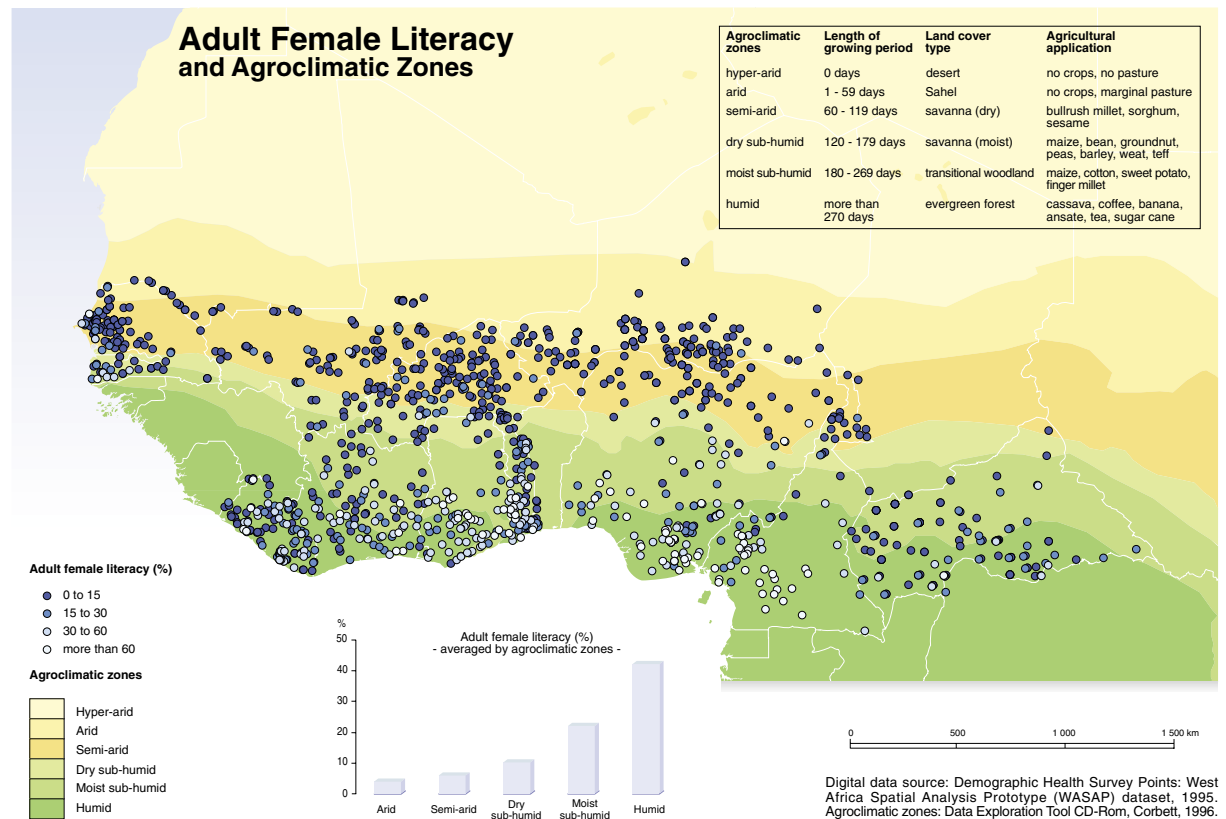 Adult Female Literacy
and Agroclimatic Zones
Agroclimatic zones	Length of growing period	Land cover type	Agricultural application
hyper-arid	0 days	desert	no crops, no pasture
arid	1 - 59 days	Sahel	no crops, marginal pasture
semi-arid	60 - 119 days	savanna (dry)	bullrush millet, sorghum, sesame
dry sub-humid	120 - 179 days	savanna (moist)	maize, bean, groundnut, peas, barley, weat, teff
moist sub-humid	180 - 269 days	transitional woodland	maize, cotton, sweet potato, finger millet
humid	more than 270 days	evergreen forest	cassava, coffee, banana, ansate, tea, sugar cane
Adult female literacy (%)
0 to 15
15 to 30
30 to 60
more than 60
Agroclimatic zones
Hyper-arid
Arid
Semi-arid
Dry sub-humid
Moist sub-humid
Humid
%
Adult female literacy (%)
- averaged by agroclimatic zones -
50
40
30
20
10
0
Arid
Semi-arid
Dry
sub-humid
Moist
sub-humid
Humid
0 500 1 000 1 500 km
Digital data source: Demographic Health Survey Points: West
Africa Spatial Analysis Prototype (WASAP) dataset, 1995.
Agroclimatic zones: Data Exploration Tool CD-Rom, Corbett, 1996.